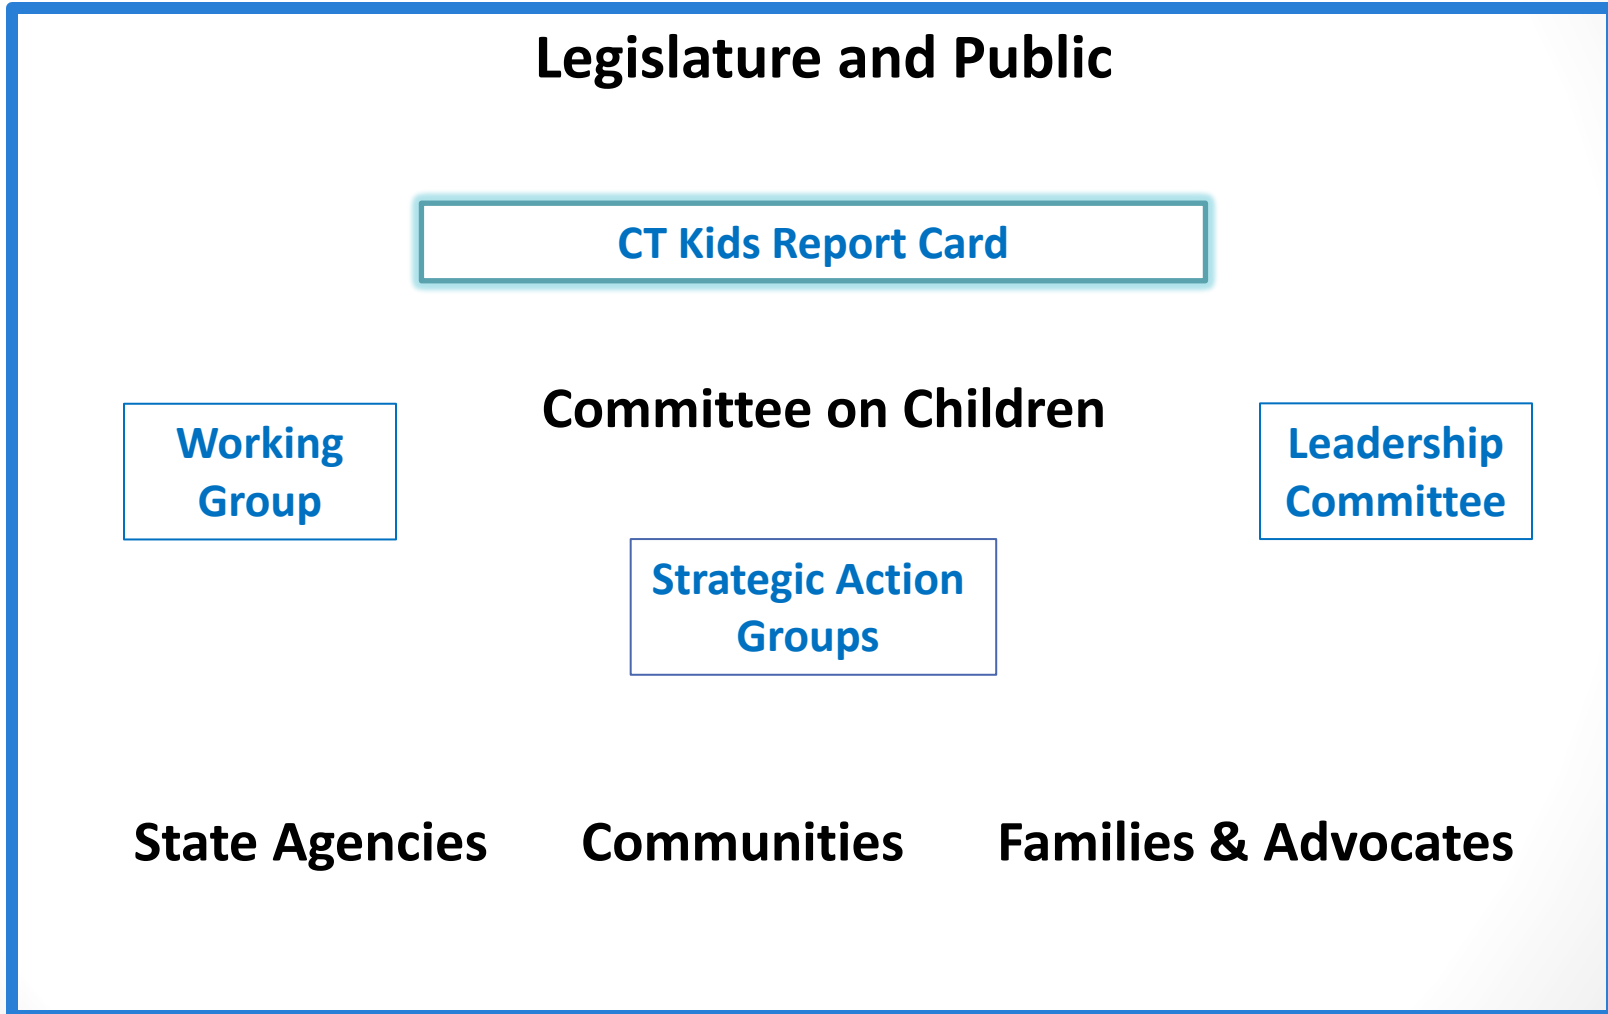 Legislature and Public
CT Kids Report Card
Committee on Children
Working
Group
Leadership
Committee
Strategic Action
Groups
State Agencies
Communities
Families & Advocates